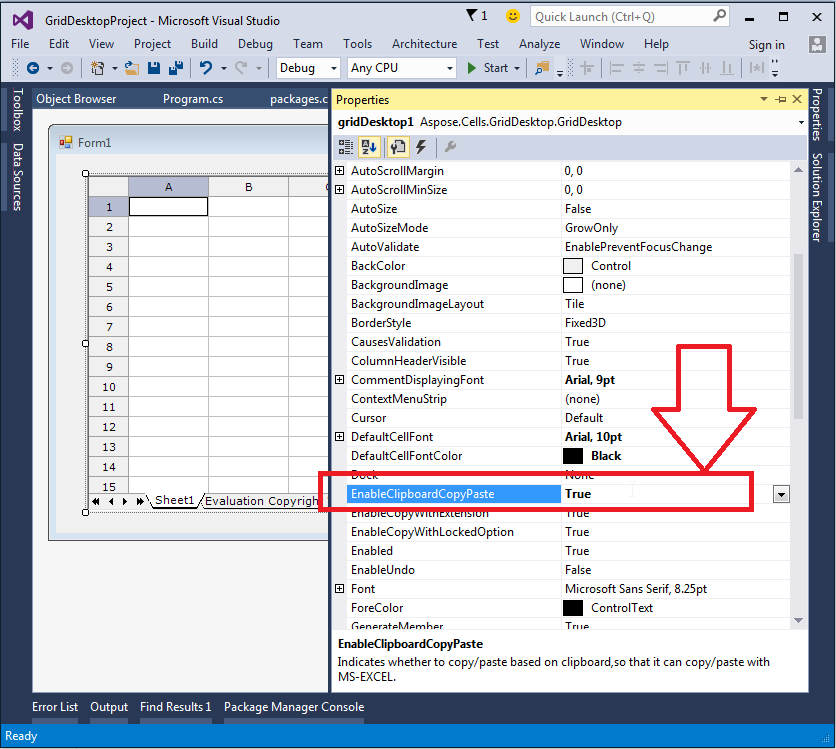 GridDesktopProject - Microsoft Visual Studio
1
Quick Launch (Ctrl+Q)
File Edit View Project Build Debug Team Tools Architecture Test Analyze Window Help Sign in
Debug Any CPU Start
Toolbox
Data Sources
Object Browser Program.cs packages.c
Form1
A B C
1
2
3
4
5
6
7
8
9
10
11
12
13
14
15
Sheet1 Evaluation Copyrigh
Properties
gridDesktop1 Aspose.Cells.GridDesktop.GridDesktop
AutoScrollMargin 0, 0
AutoScrollMinSize 0, 0
AutoSize False
AutoSizeMode GrowOnly
AutoValidate EnablePreventFocusChange
BackColor Control
BackgroundImage (none)
BackgroundImageLayout Tile
BorderStyle Fixed3D
CausesValidation True
ColumnHeaderVisible True
CommentDisplayingFont Arial, 9pt
ContextMenuStrip (none)
Cursor Default
DefaultCellFont Arial, 10pt
DefaultCellFontColor Black
Dock None
EnableClipboardCopyPaste True
EnableCopyWithExtension True
EnableCopyWithLockedOption True
Enabled True
EnableUndo False
Font Microsoft Sans Serif, 8.25pt
ForeColor ControlText
GenerateMember True
EnableClipboardCopyPaste
Indicates whether to copy/paste based on clipboard,so that it can copy/paste with
MS-EXCEL.
Properties
Solution Explorer
Error List Output Find Results 1 Package Manager Console
Ready